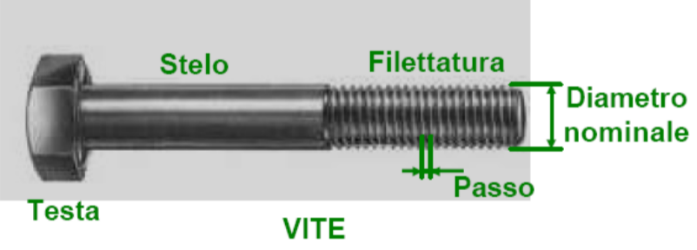 Stelo
Filettatura
Diametro
nominale
Passo
Testa
VITE